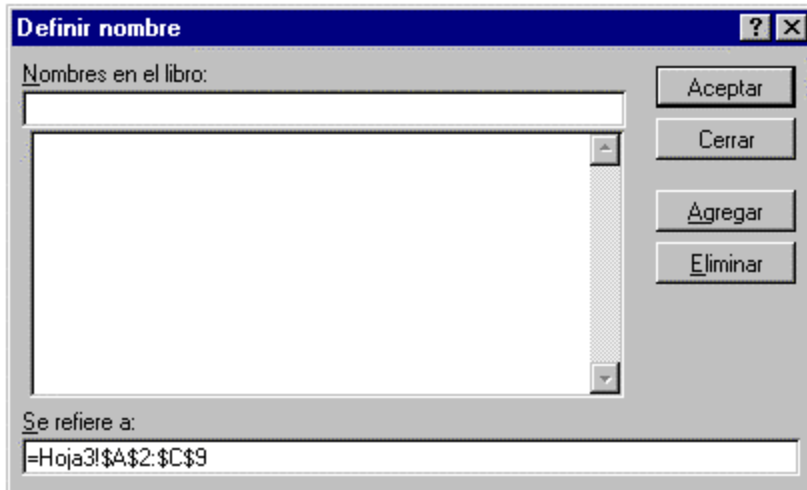 Definir nombre
Nombres en el libro:
Aceptar
Cerrar
Agregar
Eliminar
Se refiere a:
=Hoja3!$A$2:$C$9